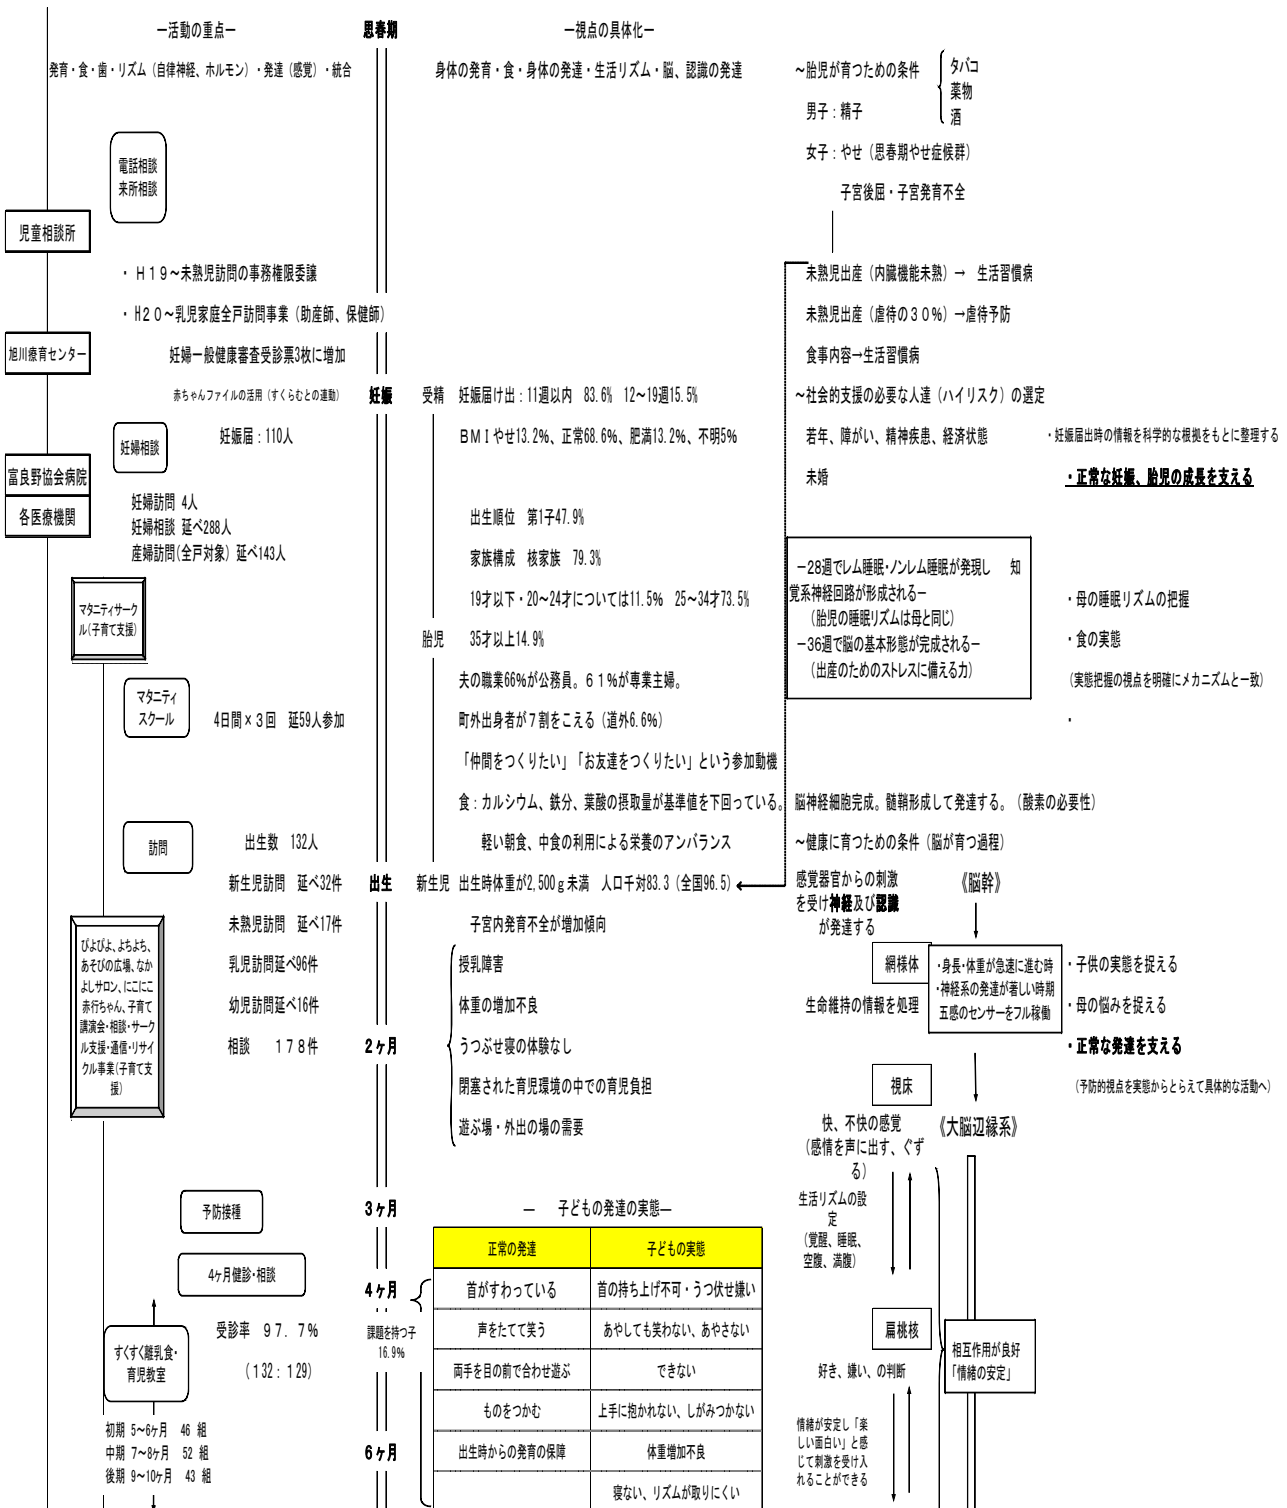 ―活動の重点―
思春期
―視点の具体化―
発育・食・歯・リズム（自律神経、ホルモン）・発達（感覚）・統合
身体の発育・食・身体の発達・生活リズム・脳、認識の発達
～胎児が育つための条件
タバコ
薬物
酒
男子：精子
女子：やせ（思春期やせ症候群）
子宮後屈・子宮発育不全
電話相談
来所相談
児童相談所
・Ｈ１９～未熟児訪問の事務権限委譲
・H２０～乳児家庭全戸訪問事業（助産師、保健師）
妊婦一般健康審査受診票3枚に増加
赤ちゃんファイルの活用（すくらむとの連動）
旭川療育センター
未熟児出産（内臓機能未熟）→　生活習慣病
未熟児出産（虐待の３０％）→虐待予防
食事内容→生活習慣病
～社会的支援の必要な人達（ハイリスク）の選定
若年、障がい、精神疾患、経済状態
未婚
・妊娠届出時の情報を科学的な根拠をもとに整理する
・正常な妊娠、胎児の成長を支える
妊娠
受精
妊娠届け出：11週以内　83.6%　12～19週15.5%
ＢＭＩやせ13.2%、正常68.6%、肥満13.2%、不明5%
妊婦相談
妊娠届：110人
富良野協会病院
各医療機関
妊婦訪問 4人
妊婦相談 延べ288人
産婦訪問(全戸対象) 延べ143人
出生順位　第1子47.9%
家族構成　核家族　79.3%
19才以下・20～24才については11.5%　25～34才73.5%
胎児
35才以上14.9%
夫の職業66%が公務員。６１％が専業主婦。
町外出身者が７割をこえる（道外6.6%）
「仲間をつくりたい」「お友達をつくりたい」という参加動機
食：カルシウム、鉄分、葉酸の摂取量が基準値を下回っている。
軽い朝食、中食の利用による栄養のアンバランス
マタニティサーク
ル(子育て支援)
マタニティ
スクール
4日間×３回　延59人参加
―28週でレム睡眠・ノンレム睡眠が発現し　知
覚系神経回路が形成される―
（胎児の睡眠リズムは母と同じ）
―36週で脳の基本形態が完成される―
（出産のためのストレスに備える力）
・母の睡眠リズムの把握
・食の実態
（実態把握の視点を明確にメカニズムと一致）
・
脳神経細胞完成。髄鞘形成して発達する。（酸素の必要性）
～健康に育つための条件（脳が育つ過程）
訪問
出生数　132人
新生児訪問　延べ32件
未熟児訪問　延べ17件
乳児訪問延べ96件
幼児訪問延べ16件
相談　　１７８件
出生
新生児
出生時体重が2,500ｇ未満　人口千対83.3（全国96.5）
子宮内発育不全が増加傾向
授乳障害
体重の増加不良
うつぶせ寝の体験なし
閉塞された育児環境の中での育児負担
遊ぶ場・外出の場の需要
２ヶ月
ぴよぴよ、よちよち、
あそびの広場、なか
よしサロン、にこにこ
赤行ちゃん、子育て
講演会・相談・サーク
ル支援・通信・リサイ
クル事業(子育て支
援)
感覚器官からの刺激
を受け神経及び認識
が発達する
《脳幹》
網様体
生命維持の情報を処理
・身長・体重が急速に進む時
・神経系の発達が著しい時期
五感のセンサーをフル稼働
・子供の実態を捉える
・母の悩みを捉える
・正常な発達を支える
（予防的視点を実態からとらえて具体的な活動へ）
視床
快、不快の感覚
（感情を声に出す、ぐず
る）
《大脳辺縁系》
生活リズムの設
定
（覚醒、睡眠、
空腹、満腹）
予防接種
３ヶ月
―　子どもの発達の実態―
正常の発達
子どもの実態
4ヶ月健診・相談
４ヶ月
首がすわっている
首の持ち上げ不可・うつ伏せ嫌い
受診率　９７．７％
（132：129）
課題を持つ子
16.9%
声をたてて笑う
あやしても笑わない、あやさない
両手を目の前で合わせ遊ぶ
できない
ものをつかむ
上手に抱かれない、しがみつかない
６ヶ月
出生時からの発育の保障
体重増加不良
寝ない、リズムが取りにくい
すくすく離乳食・
育児教室
初期 5～6ヶ月　46 組
中期 7～8ヶ月　52 組
後期 9～10ヶ月　43 組
扁桃核
好き、嫌い、の判断
相互作用が良好
「情緒の安定」
情緒が安定し「楽
しい面白い」と感
じて刺激を受け入
れることができる